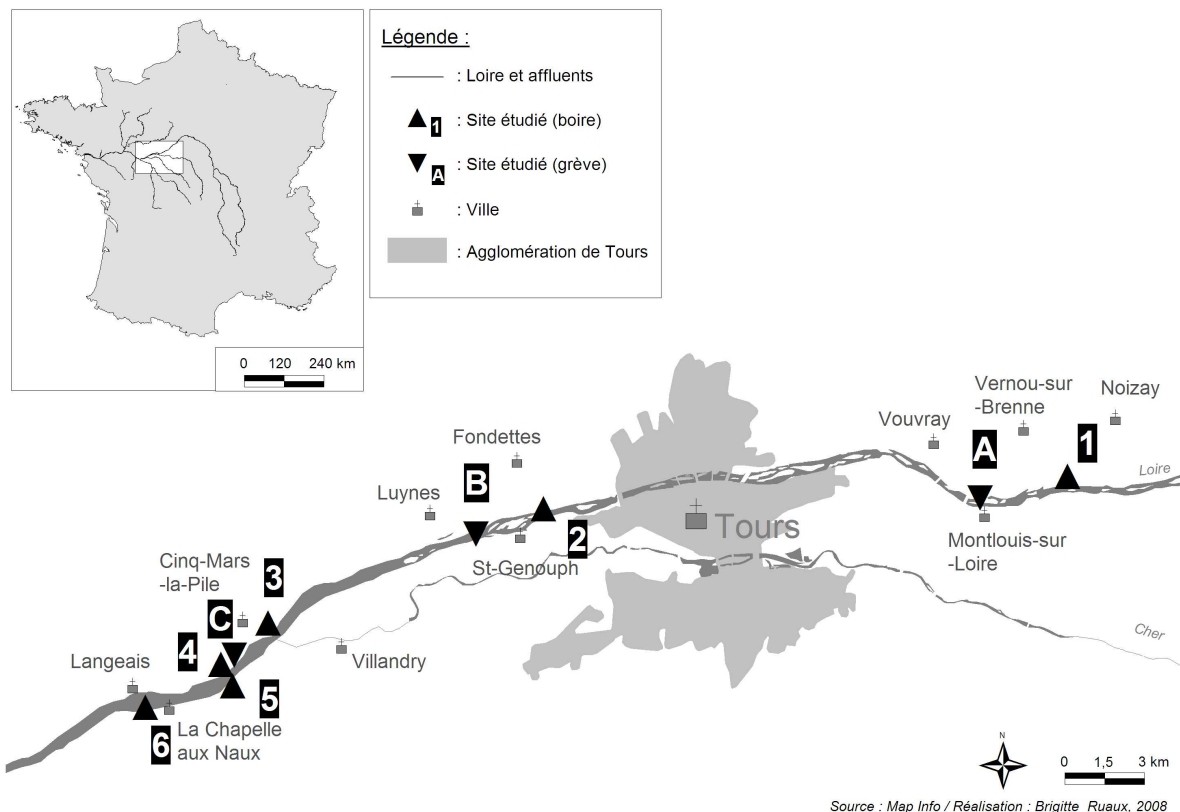 Légende :
: Loire et affluents
1
: Site étudié (boire)
A
: Site étudié (grève)
: Ville
: Agglomération de Tours
0 120 240 km
Vernou-sur
-Brenne
Noizay
Vouvray
A
1
Loire
Fondettes
B
Luynes
2
Tours
Montlouis-sur
-Loire
St-Genouph
Cinq-Mars
-la-Pile
3
C
Cher
Langeais
4
Villandry
5
6
La Chapelle
aux Naux
N
0 1,5 3 km
Source : Map Info / Réalisation : Brigitte Ruaux, 2008